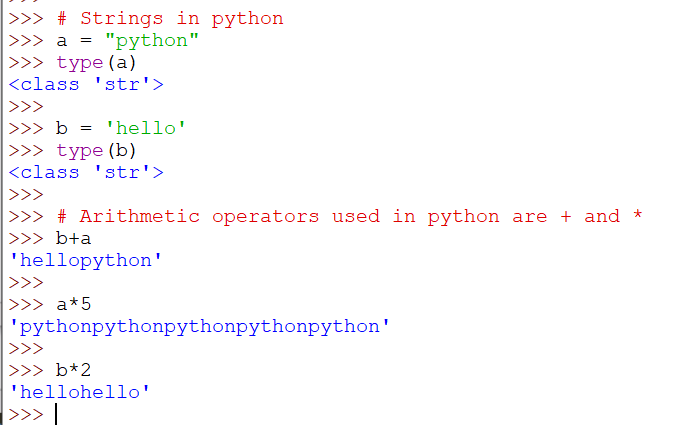 >>> # Strings in python
>>> a = "python"
>>> type(a)
<class 'str'>
>>>
>>> b = 'hello'
>>> type(b)
<class 'str'>
>>>
>>> # Arithmetic operators used in python are + and *
>>> b+a
'hellopython'
>>>
>>> a*5
'pythonpythonpythonpythonpython'
>>>
>>> b*2
'hellohello'
>>>